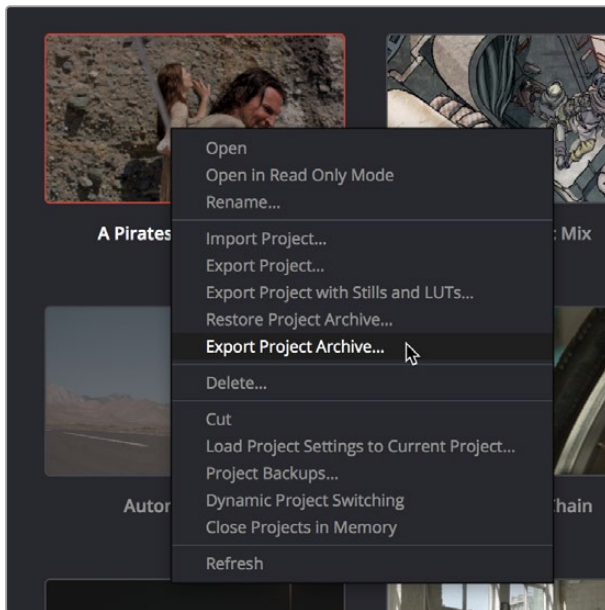 Open
Open in Read Only Mode
Rename...
Import Project...
Export Project...
Export Project with Stills and LUTs...
Restore Project Archive...
Export Project Archive...
Delete...
Cut
Load Project Settings to Current Project...
Project Backups...
Dynamic Project Switching
Close Projects in Memory
Refresh
A Pirates
Mix
Autor
Chain